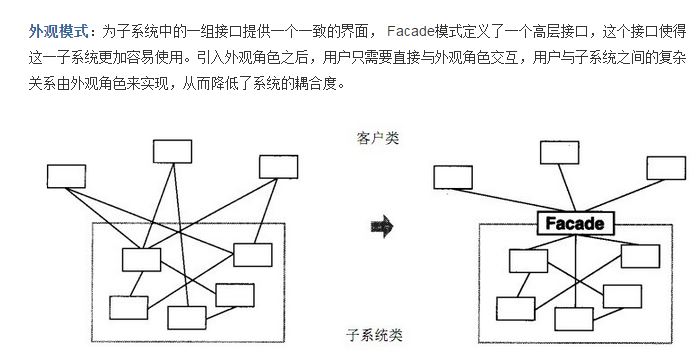 外观模式：为子系统中的一组接口提供一个一致的界面， Facade模式定义了一个高层接口，这个接口使得
这一子系统更加容易使用。引入外观角色之后，用户只需要直接与外观角色交互，用户与子系统之间的复杂
关系由外观角色来实现，从而降低了系统的耦合度。
客户类
Facade
子系统类